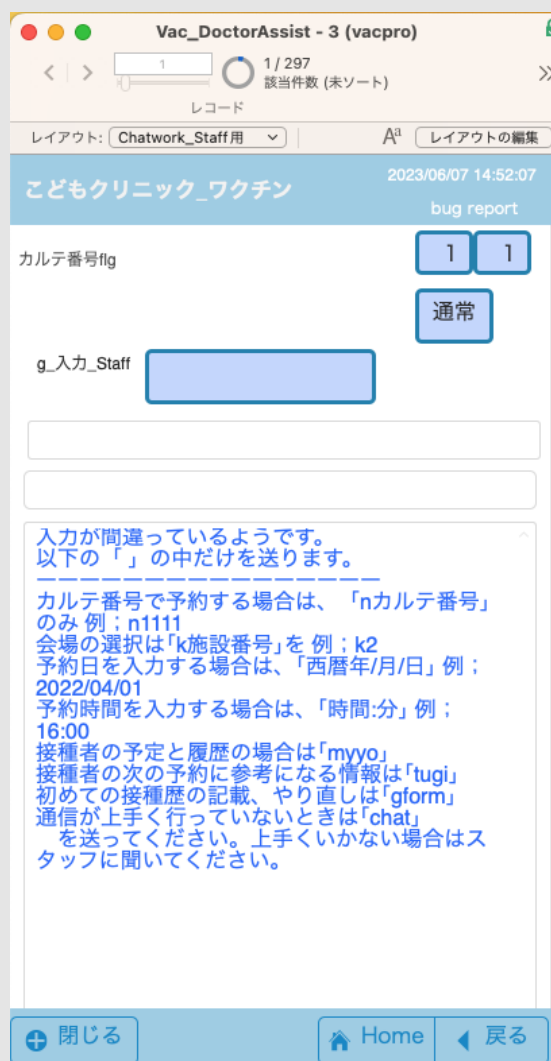 Vac_DoctorAssist - 3 (vacpro)
1
1 / 297
該当件数 (未ソート)
レコード
レイアウト: Chatwork_Staff用
Aa レイアウトの編集
こどもクリニック_ワクチン
2023/06/07 14:52:07
bug report
カルテ番号flg
1 1
通常
g_入力_Staff
入力が間違っているようです。
以下の「 」の中だけを送ります。
ーーーーーーーーーーーーーーーー
カルテ番号で予約する場合は、「nカルテ番号」
のみ 例；n1111
会場の選択は「k施設番号」を 例；k2
予約日を入力する場合は、「西暦年/月/日」 例；
2022/04/01
予約時間を入力する場合は、「時間:分」 例；
16:00
接種者の予定と履歴の場合は「myyo」
接種者の次の予約に参考になる情報は「tugi」
初めての接種歴の記載、やり直しは「gform」
通信が上手く行っていないときは「chat」
　を送ってください。上手くいかない場合はス
タッフに聞いてください。
閉じる
Home
戻る